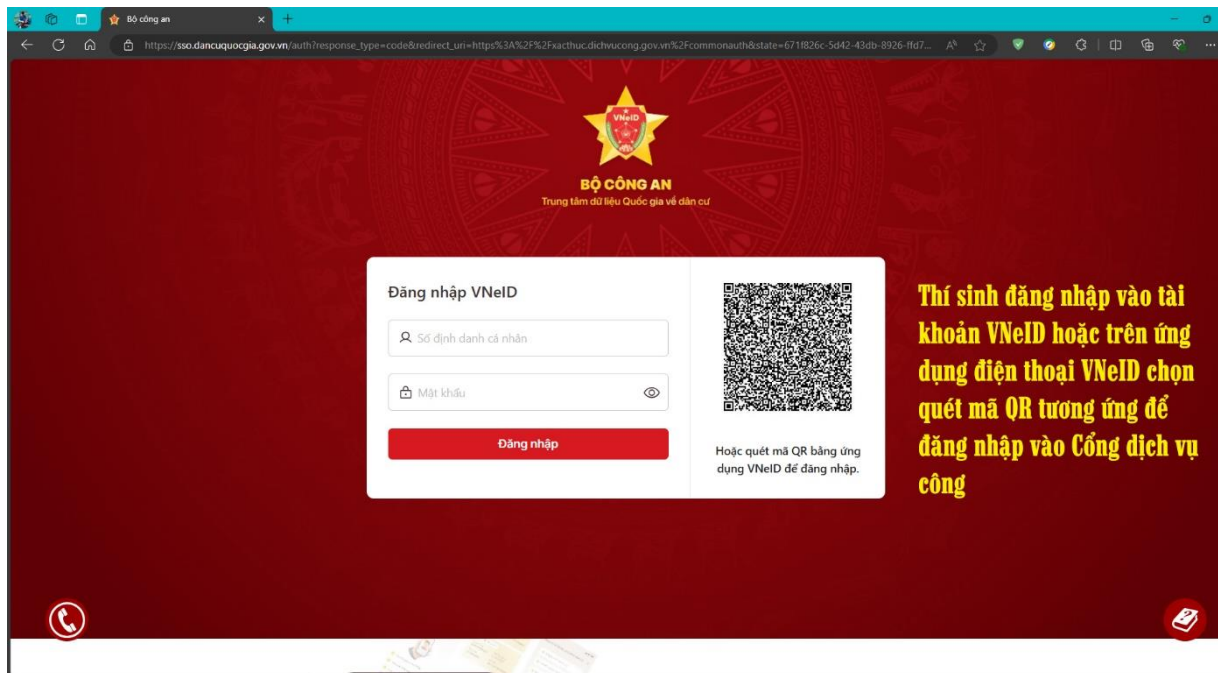 Bộ công an
https://sso.dancuquocgia.gov.vn/auth?response_type=code&redirect_uri=https%3A%2F%2Fxacthuc.dichvucong.gov.vn%2Fcommonauth&state=671f826c-5d42-43db-8926-ffd7...
VNeID
BỘ CÔNG AN
Trung tâm dữ liệu Quốc gia về dân cư
Đăng nhập VNeID
Số định danh cá nhân
Mật khẩu
Đăng nhập
Hoặc quét mã QR bằng ứng
dụng VNeID để đăng nhập.
Thí sinh đăng nhập vào tài
khoản VNeID hoặc trên ứng
dụng điện thoại VNeID chọn
quét mã QR tương ứng để
đăng nhập vào Cổng dịch vụ
công